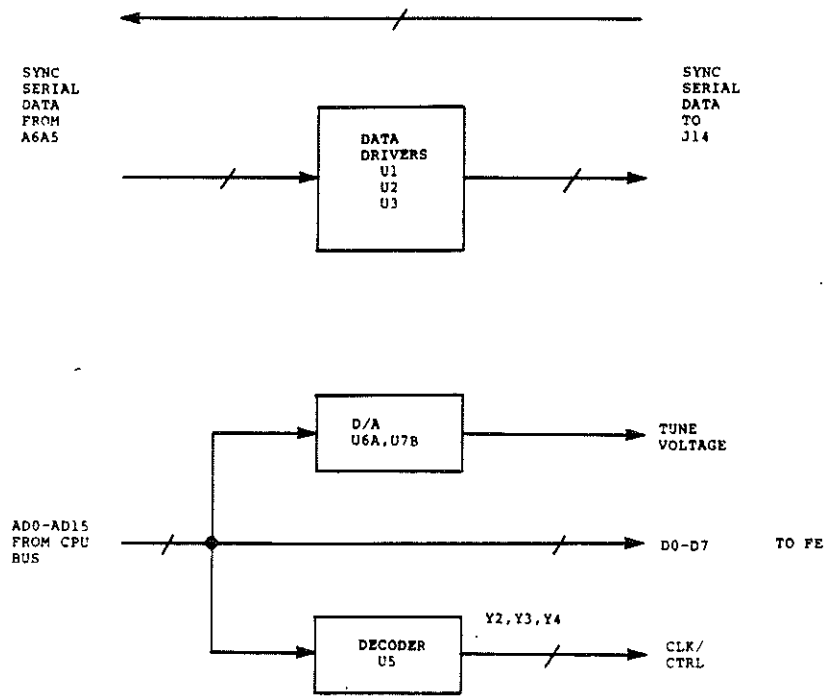 SYNC
SERIAL
DATA
FROM
A6A5
SYNC
SERIAL
DATA
TO
J14
DATA
DRIVERS
U1
U2
U3
D/A
U6A,U7B
TUNE
VOLTAGE
AD0-AD15
FROM CPU
BUS
D0-D7
TO FE
Y2,Y3,Y4
DECODER
U5
CLK/
CTRL